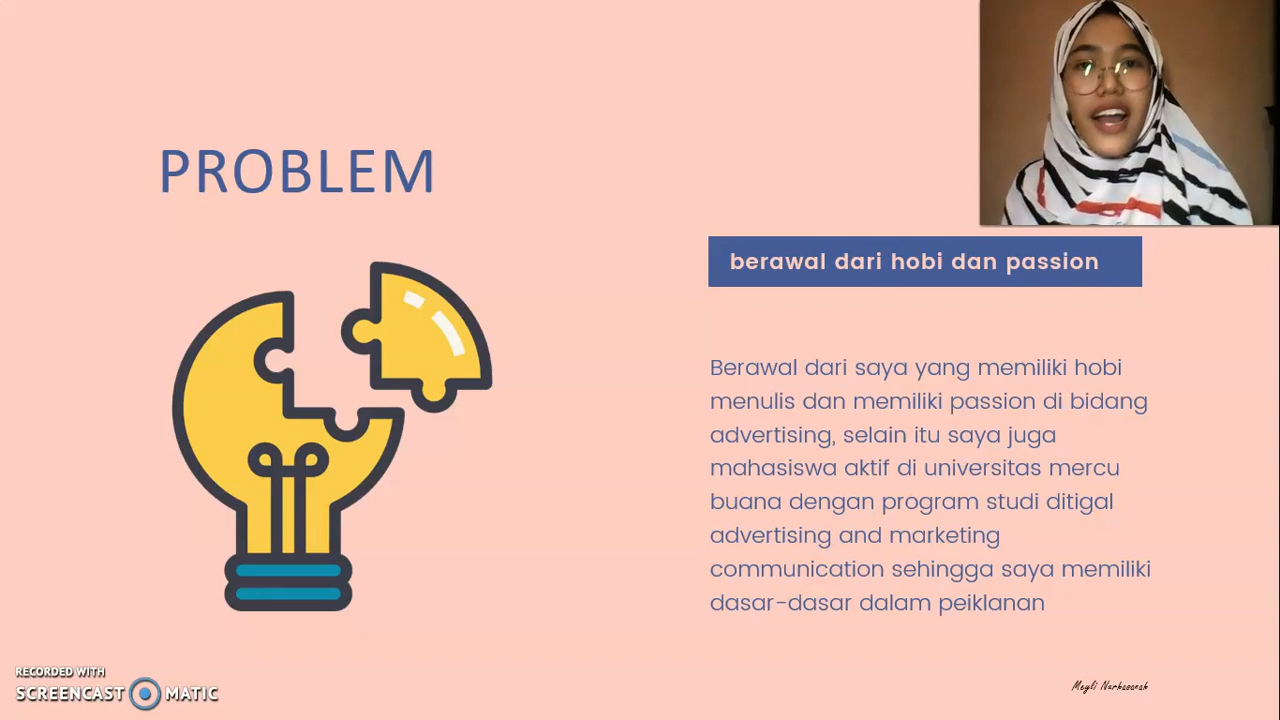 PROBLEM
berawal dari hobi dan passion
Berawal dari saya yang memiliki hobi
menulis dan memiliki passion di bidang
advertising, selain itu saya juga
mahasiswa aktif di universitas mercu
buana dengan program studi ditigal
advertising and marketing
communication sehingga saya memiliki
dasar-dasar dalam peiklanan
RECORDED WITH
SCREENCAST MATIC
Meyli Nurhasanah